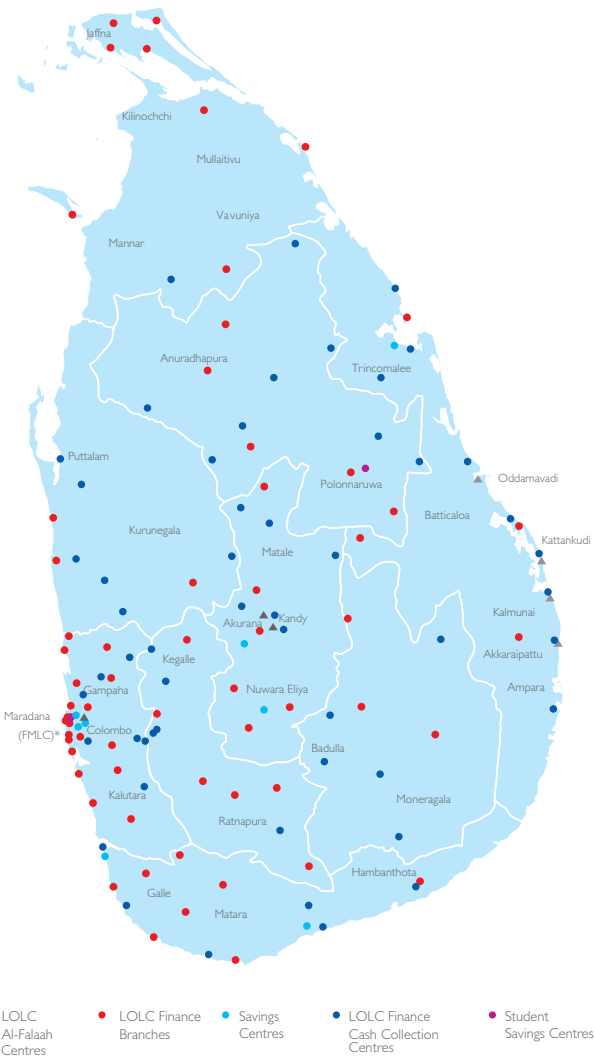 Jaffna
Kilinochchi
Mullaitivu
Vavuniya
Mannar
Anuradhapura
Trincomalee
Puttalam
Polonnaruwa
Oddamavadi
Batticaloa
Kurunegala
Kattankudi
Matale
Kalmunai
Akurana
Kandy
Akkaraipattu
Kegalle
Ampara
Nuwara Eliya
Gampaha
Maradana
(FMLC)*
Colombo
Badulla
Kalutara
Moneragala
Ratnapura
Hambanthota
Galle
Matara
LOLC
Al-Falaah
Centres
LOLC Finance
Branches
Savings
Centres
LOLC Finance
Cash Collection
Centres
Student
Savings Centres